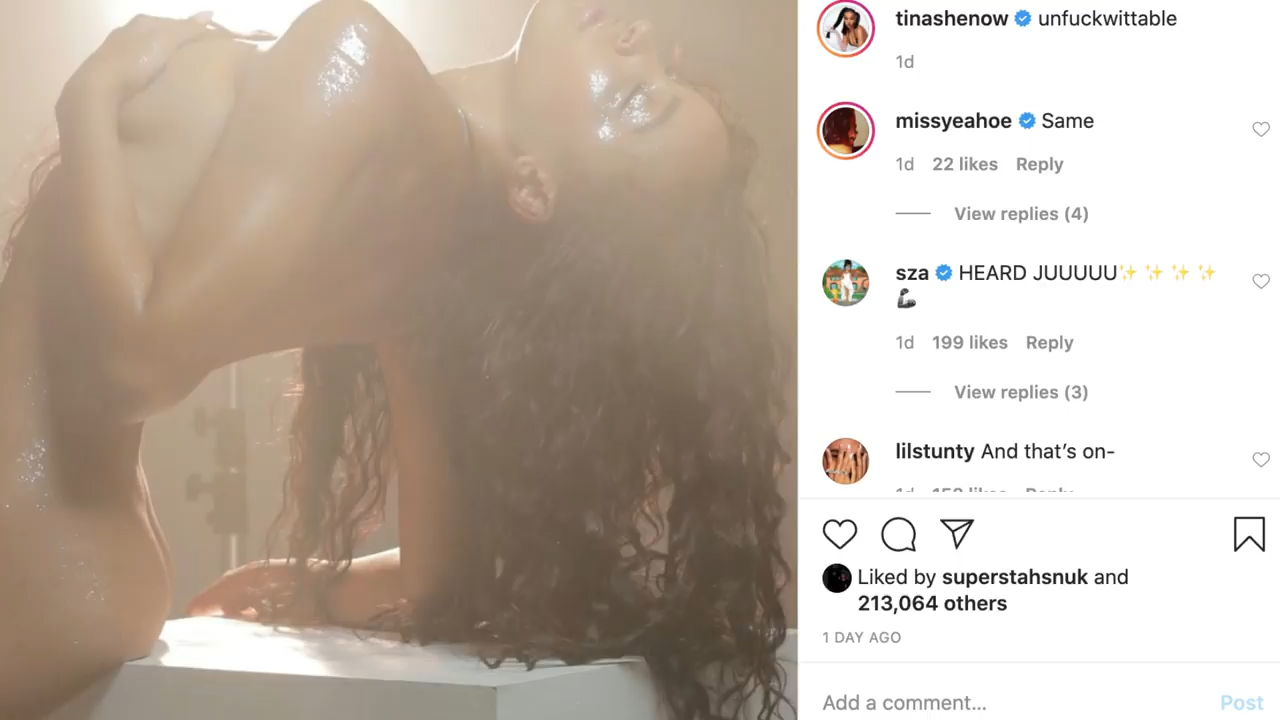 tinashenow unfuckwittable
1d
missyeahoe Same
1d 22 likes Reply
View replies (4)
sza HEARD JUUUUU✨ ✨ ✨ ✨
💪🏿
1d 199 likes Reply
View replies (3)
lilstunty And that’s on-
Liked by superstahsnuk and
213,064 others
1 DAY AGO
Add a comment... Post